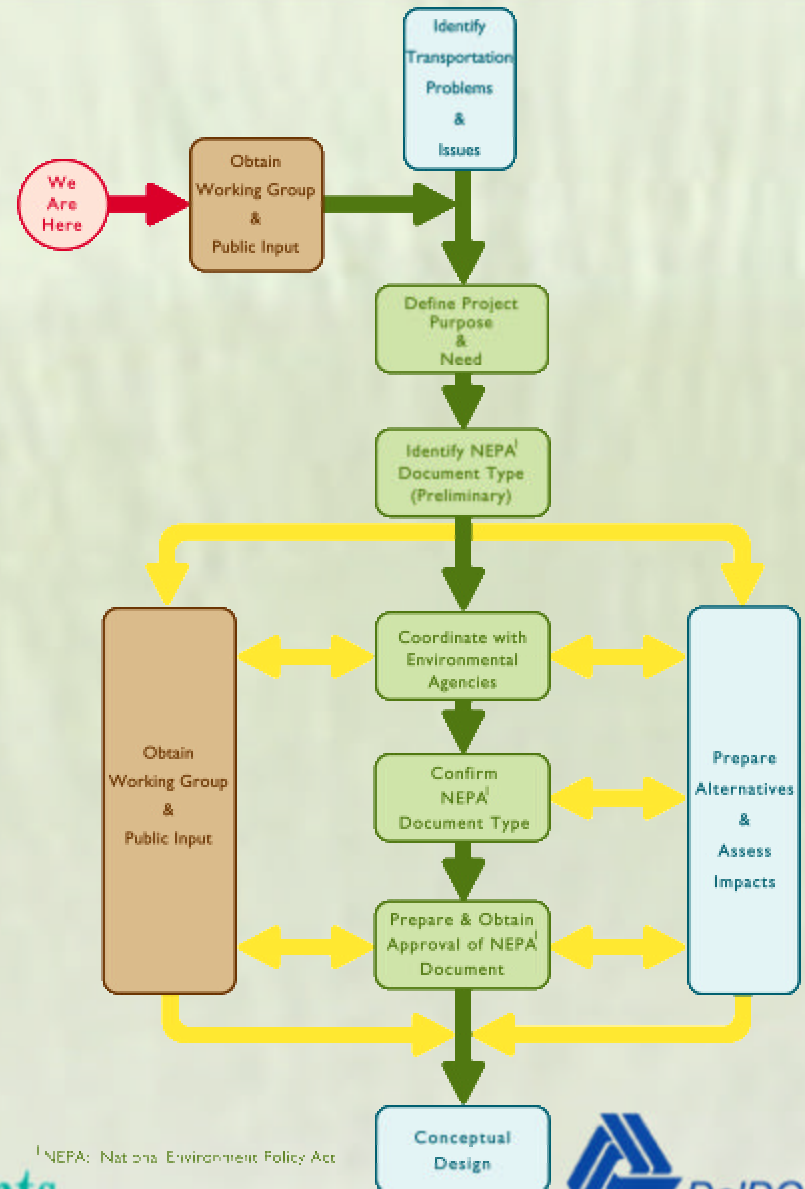 Identify
Transportation
Problems
&
Issues
We
Are
Here
Obtain
Working Group
&
Public Input
Define Project
Purpose
&
Need
Identify NEPA¹
Document Type
(Preliminary)
Obtain
Working Group
&
Public Input
Coordinate with
Environmental
Agencies
Confirm
NEPA¹
Document Type
Prepare & Obtain
Approval of NEPA¹
Document
Prepare
Alternatives
&
Assess
Impacts
Conceptual
Design
¹ NEPA: National Environment Policy Act